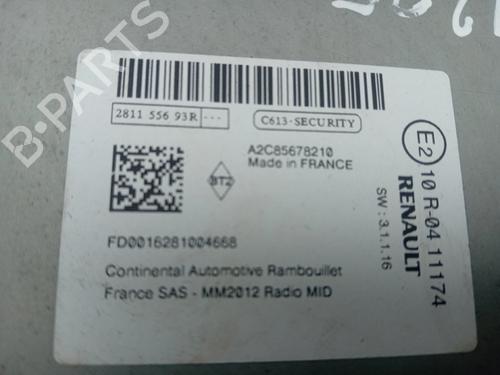 2811 556 93R ---
C613-SECURITY
A2C85678210
Made in FRANCE
BT2
FD0016281004668
Continental Automotive Rambouillet
France SAS - MM2012 Radio MID
E2 10 R-04 11174
RENAULT
SW : 3.1.1.16
B-PARTS